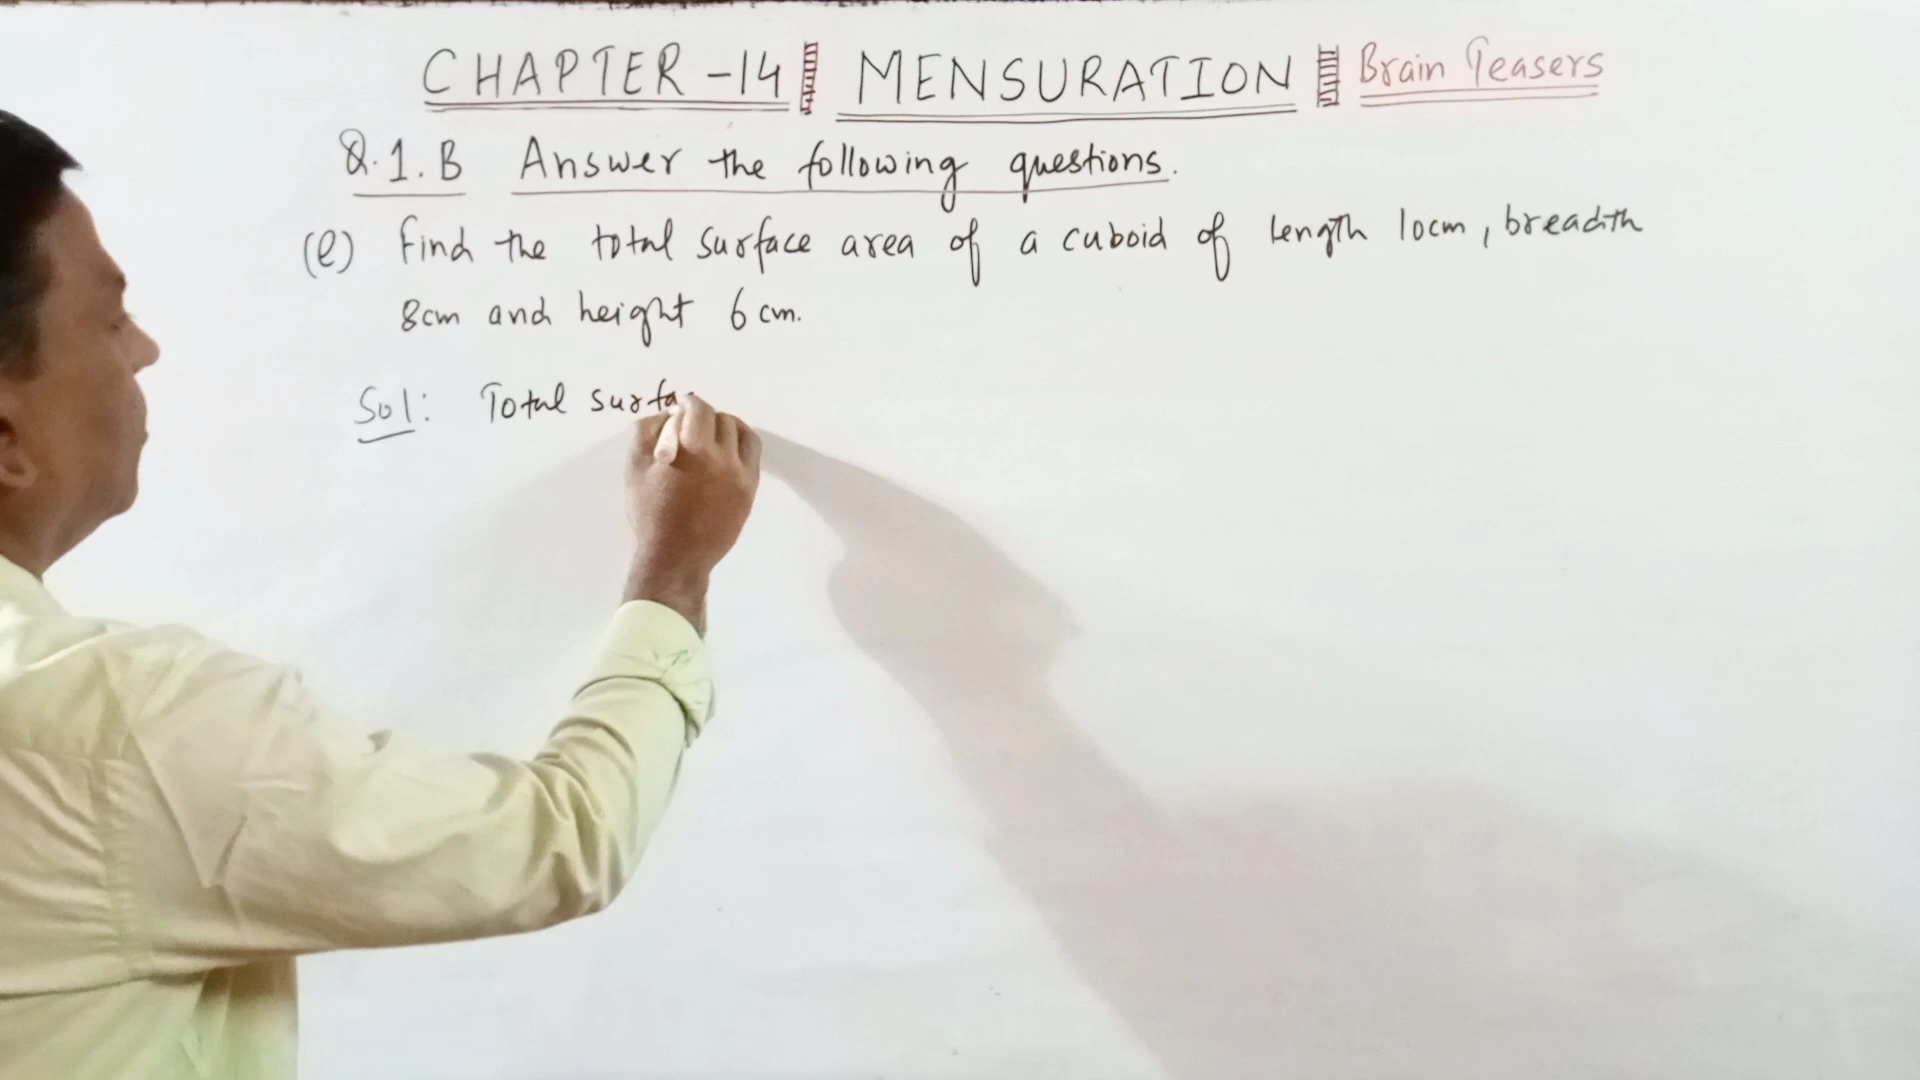 CHAPTER -14 MENSURATION Brain Teasers
Q.1.B Answer the following questions.
(e) Find the total surface area of a cuboid of length 10cm, breadth
8cm and height 6 cm.
Sol: Total surfa